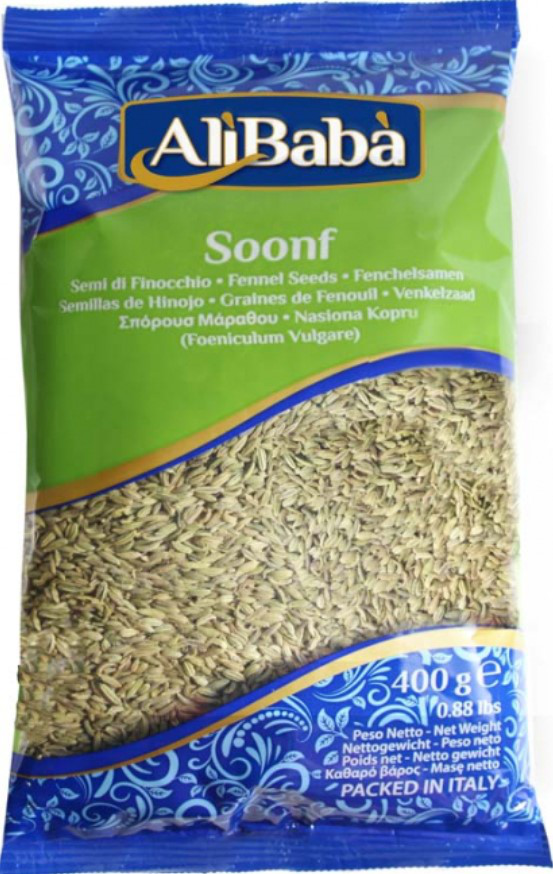 AlìBabà
Soonf
Semi di Finocchio • Fennel Seeds • Fenchelsamen
Semillas de Hinojo • Graines de Fenouil • Venkelzaad
Σπόρουσ Μάραθου • Nasiona Kopru
(Foeniculum Vulgare)
400 g ℮
0.88 lbs
Peso Netto - Net Weight
Nettogewicht - Peso neto
Poids net - Netto gewicht
Καθαρό βάρος - Masę netto
PACKED IN ITALY